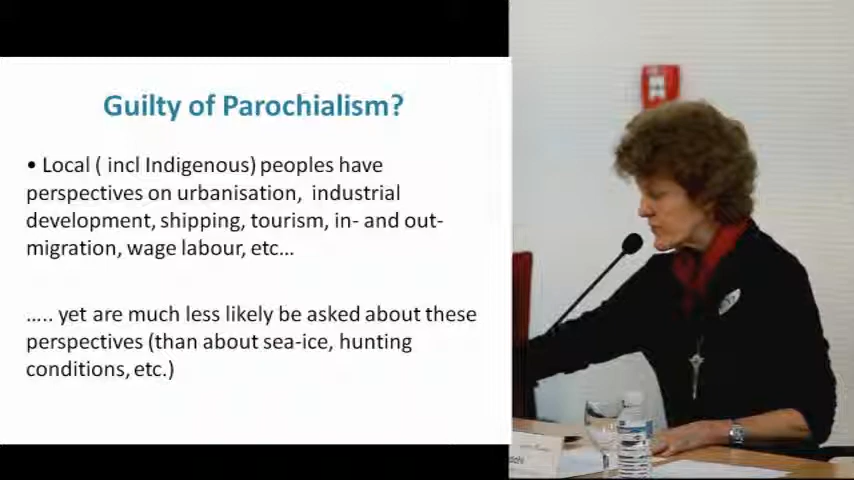 Guilty of Parochialism?
• Local ( incl Indigenous) peoples have
perspectives on urbanisation, industrial
development, shipping, tourism, in- and out-
migration, wage labour, etc…
….. yet are much less likely be asked about these
perspectives (than about sea-ice, hunting
conditions, etc.)